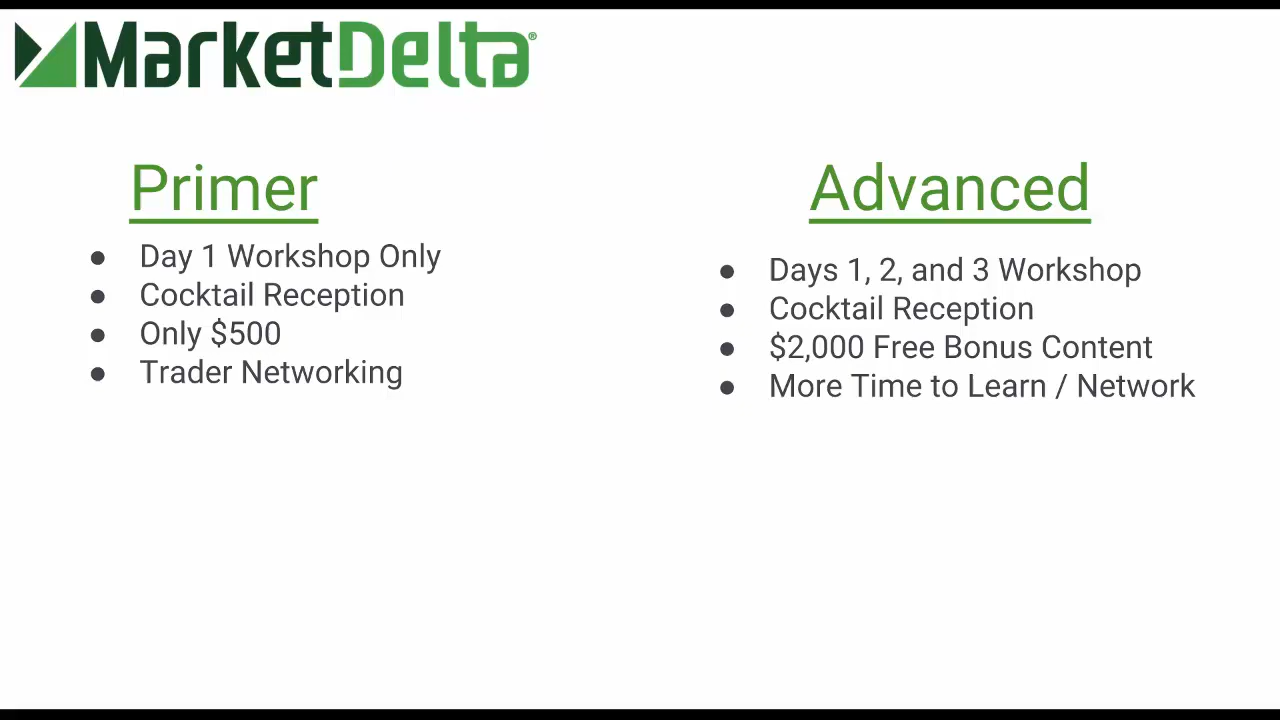 MarketDelta®
Primer
● Day 1 Workshop Only
● Cocktail Reception
● Only $500
● Trader Networking
Advanced
● Days 1, 2, and 3 Workshop
● Cocktail Reception
● $2,000 Free Bonus Content
● More Time to Learn / Network